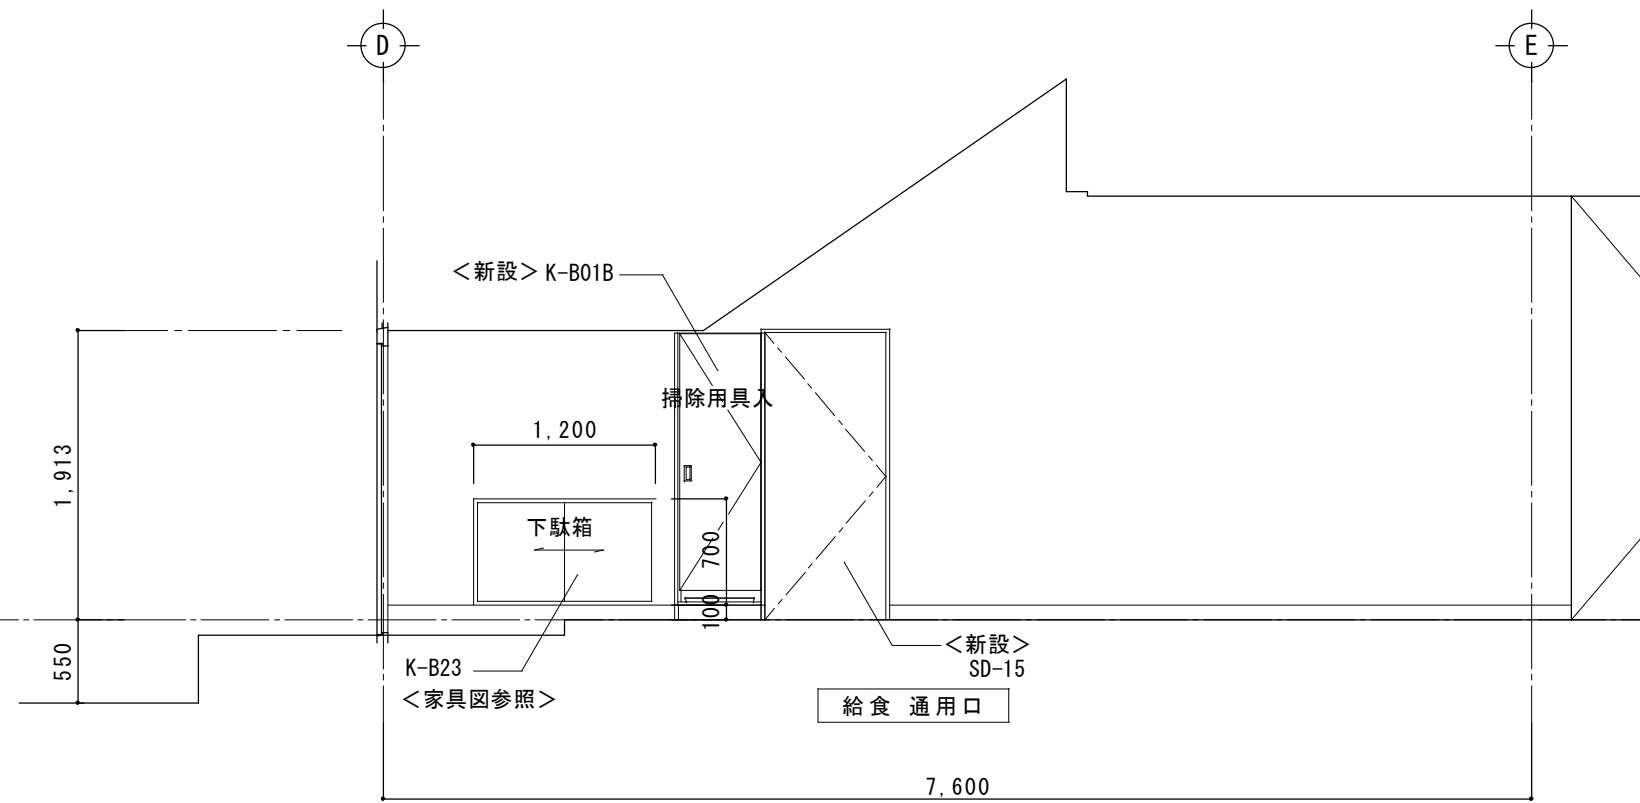 D
E
＜新設＞ K-B01B
掃除用具入
1,200
1,913
下駄箱
700
100
550
K-B23
＜家具図参照＞
＜新設＞
SD-15
給食 通用口
7,600